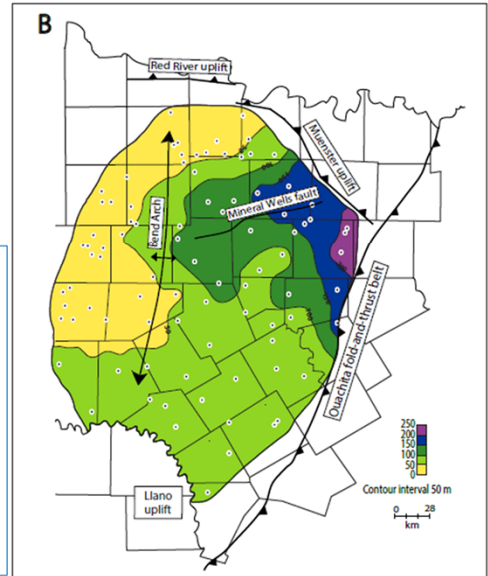 B
Red River uplift
Muenster uplift
Mineral Wells fault
Bend Arch
Ouachita fold-and-thrust belt
250
200
150
100
50
0
Contour interval 50 m
0 28
km
Llano
uplift